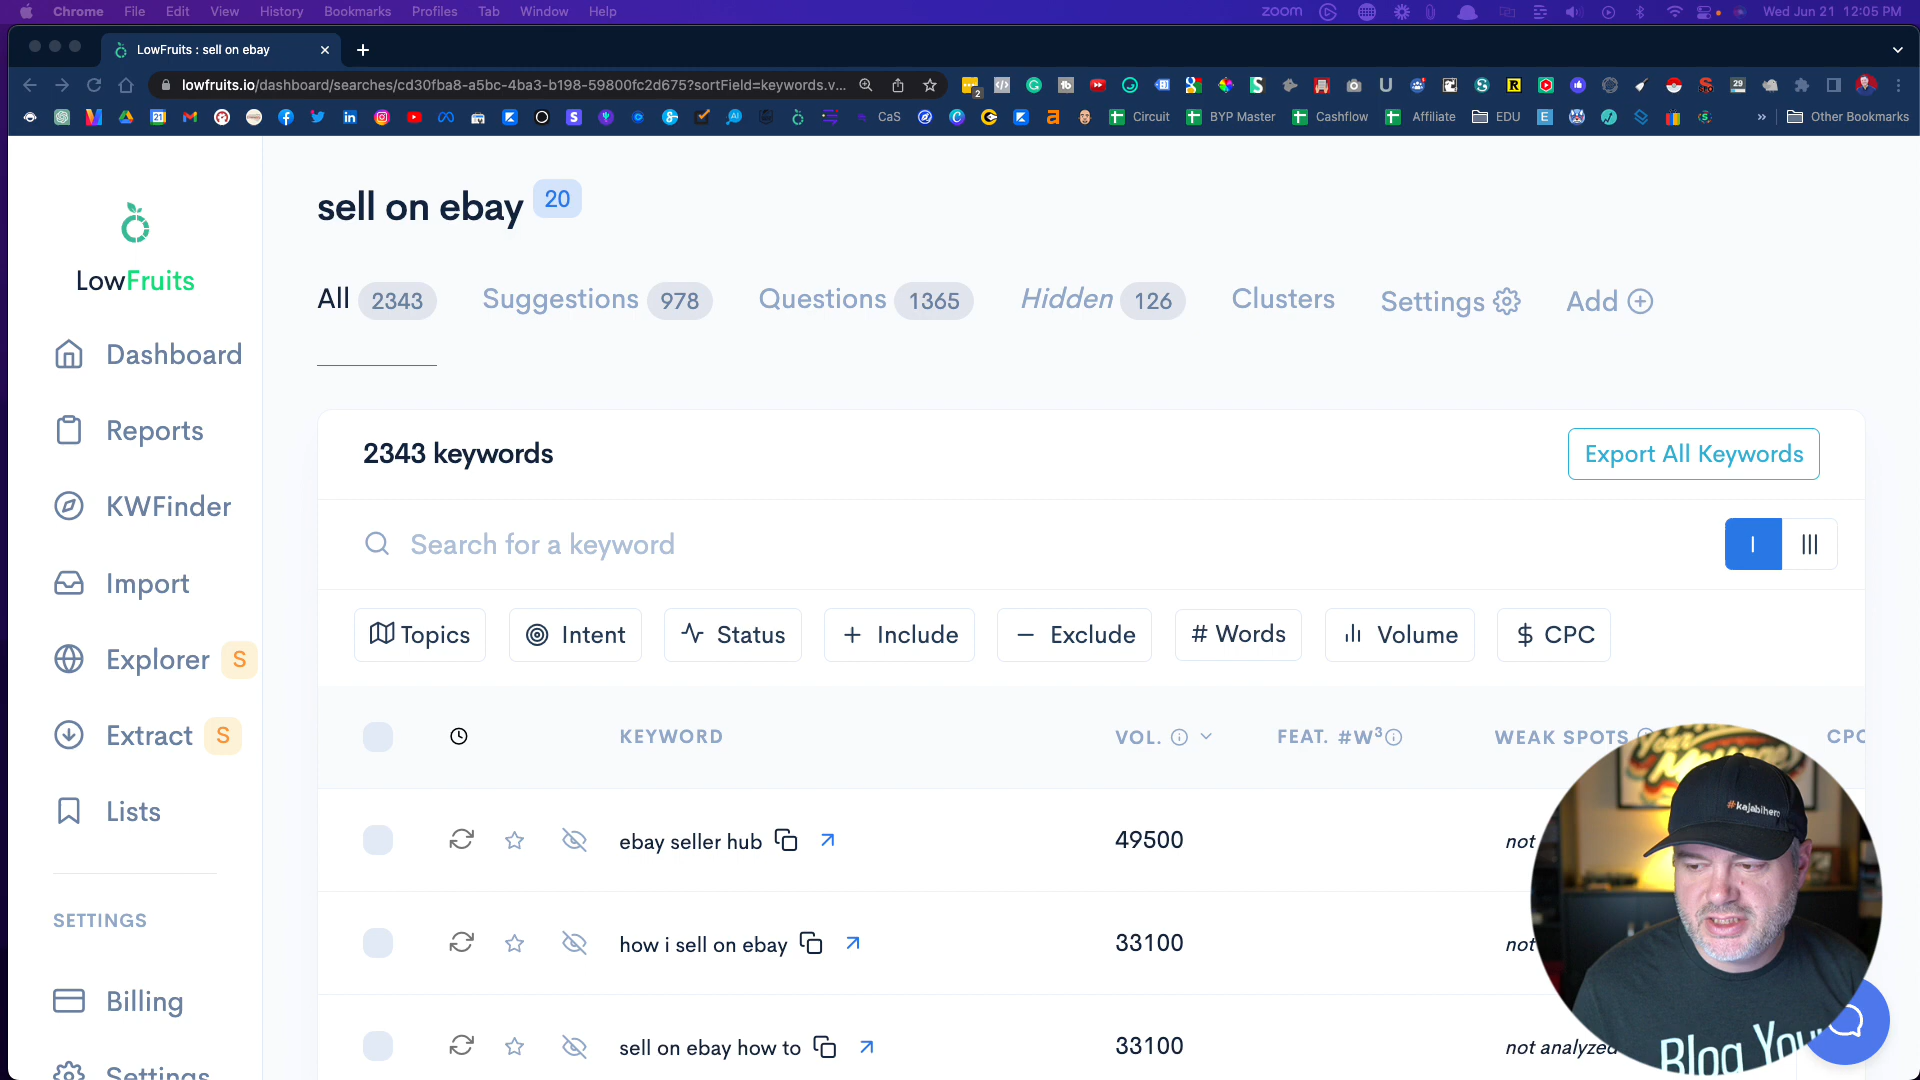 Chrome File Edit View History Bookmarks Profiles Tab Window Help
zoom Wed Jun 21 12:05 PM
LowFruits : sell on ebay
lowfruits.io/dashboard/searches/cd30fba8-a5bc-4ba3-b198-59800fc2d675?sortField=keywords.v...
CaS Circuit BYP Master Cashflow Affiliate EDU » Other Bookmarks
LowFruits
Dashboard
Reports
KWFinder
Import
Explorer S
Extract S
Lists
SETTINGS
Billing
Settings
sell on ebay 20
All 2343 Suggestions 978 Questions 1365 Hidden 126 Clusters Settings Add
2343 keywords
Export All Keywords
Search for a keyword
Topics Intent Status + Include − Exclude # Words Volume $ CPC
KEYWORD VOL. FEAT. #W³ WEAK SPOTS CPC
ebay seller hub 49500 not
how i sell on ebay 33100 not
sell on ebay how to 33100 not analyzed
#kajabihero
Blog You